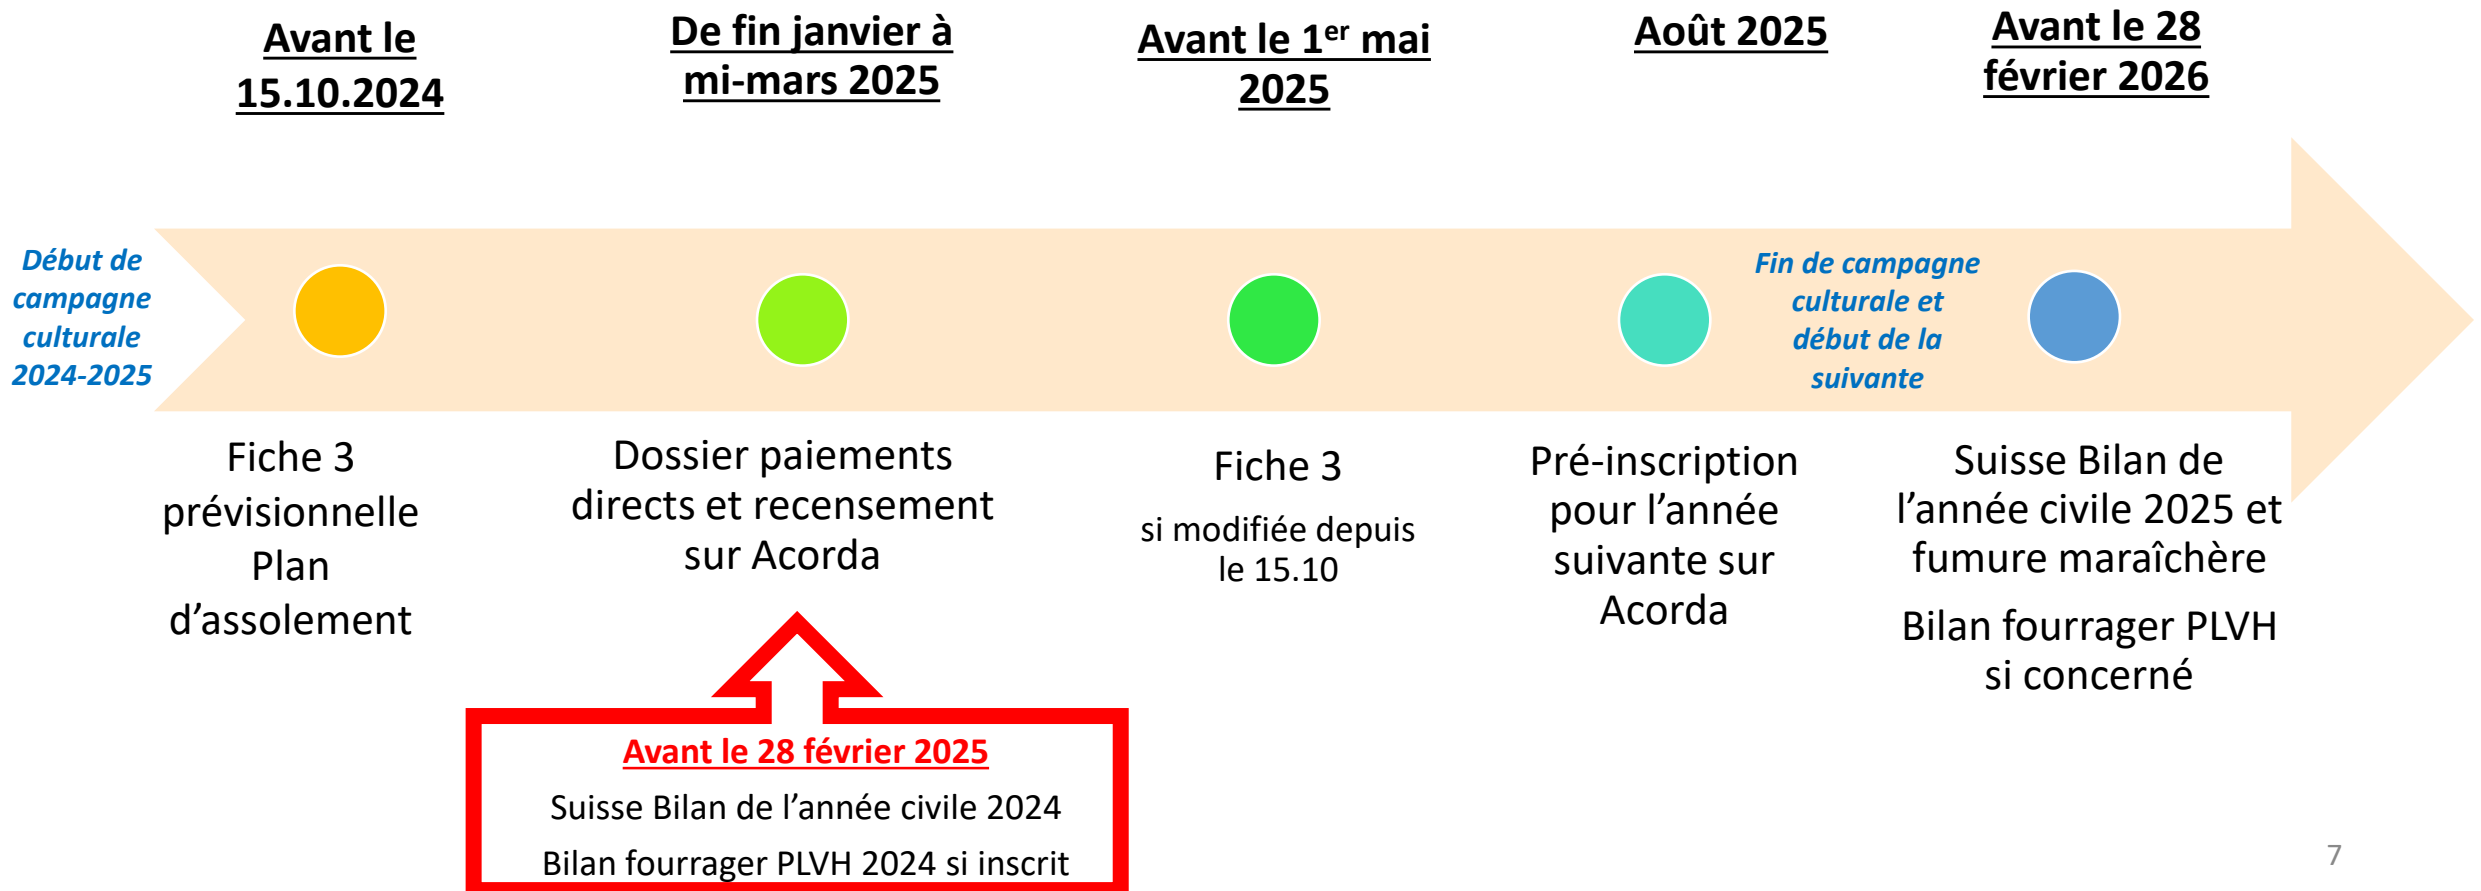 Avant le
15.10.2024
De fin janvier à
mi-mars 2025
Avant le 1er mai
2025
Août 2025
Avant le 28
février 2026
Début de
campagne
culturale
2024-2025
Fin de campagne
culturale et
début de la
suivante
Fiche 3
prévisionnelle
Plan
d’assolement
Dossier paiements
directs et recensement
sur Acorda
Fiche 3
si modifiée depuis
le 15.10
Pré-inscription
pour l’année
suivante sur
Acorda
Suisse Bilan de
l’année civile 2025 et
fumure maraîchère
Bilan fourrager PLVH
si concerné
Avant le 28 février 2025
Suisse Bilan de l’année civile 2024
Bilan fourrager PLVH 2024 si inscrit
7